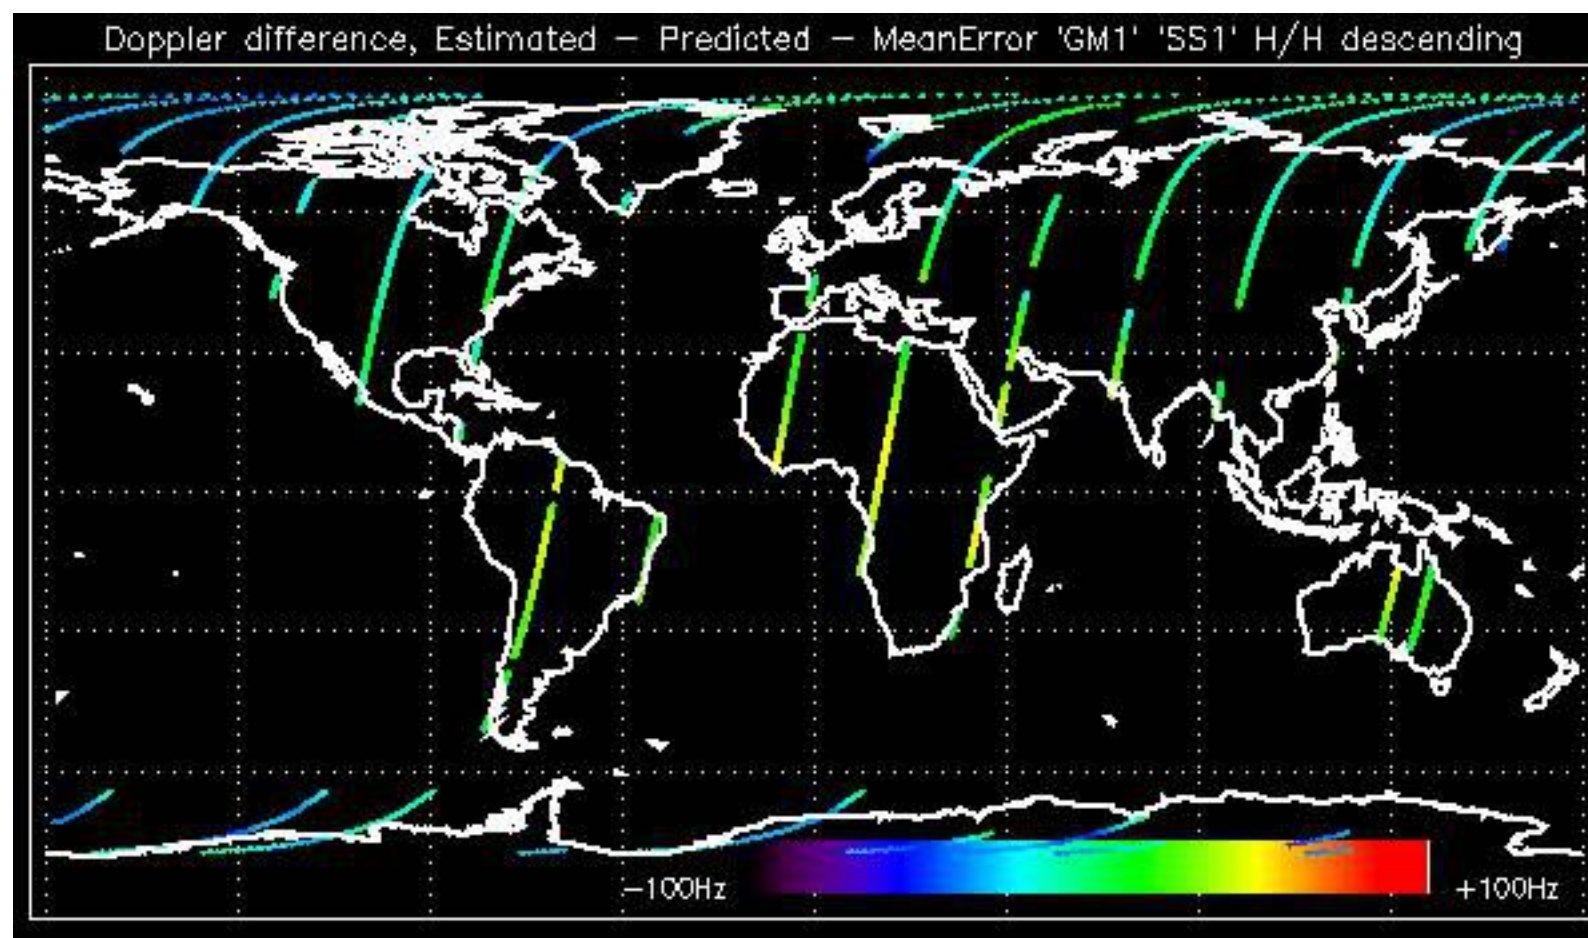 Doppler difference, Estimated – Predicted – MeanError 'GM1' 'SS1' H/H descending
–100Hz +100Hz